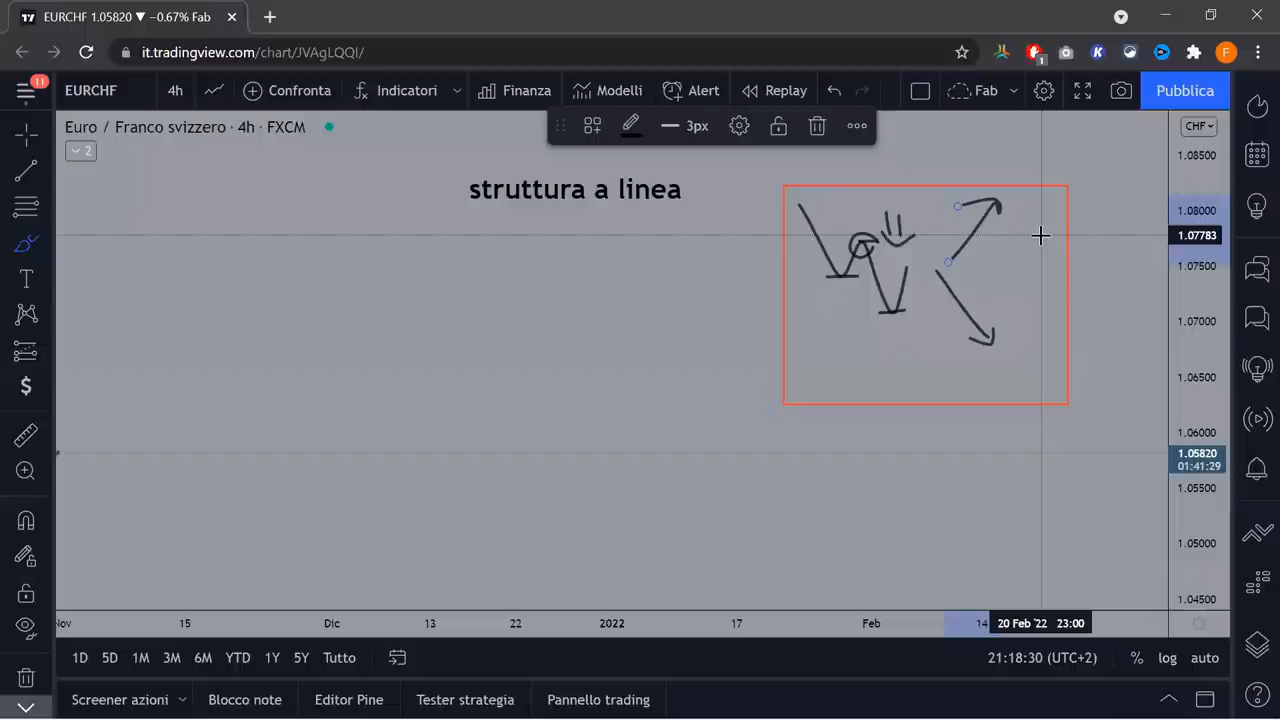 EURCHF 1.05820 ▼ −0.67% Fab
it.tradingview.com/chart/JVAgLQQI/
1
11
EURCHF
4h
Confronta
Indicatori
Finanza
Modelli
Alert
Replay
Fab
Pubblica
Euro / Franco svizzero · 4h · FXCM
3px
CHF
2
struttura a linea
1.08500
1.08000
1.07783
1.07500
1.07000
1.06500
1.06000
1.05820
01:41:29
1.05500
1.05000
1.04500
Nov 15 Dic 13 22 2022 17 Feb 14 20 Feb '22 23:00
1D 5D 1M 3M 6M YTD 1Y 5Y Tutto
21:18:30 (UTC+2) % log auto
Screener azioni Blocco note Editor Pine Tester strategia Pannello trading